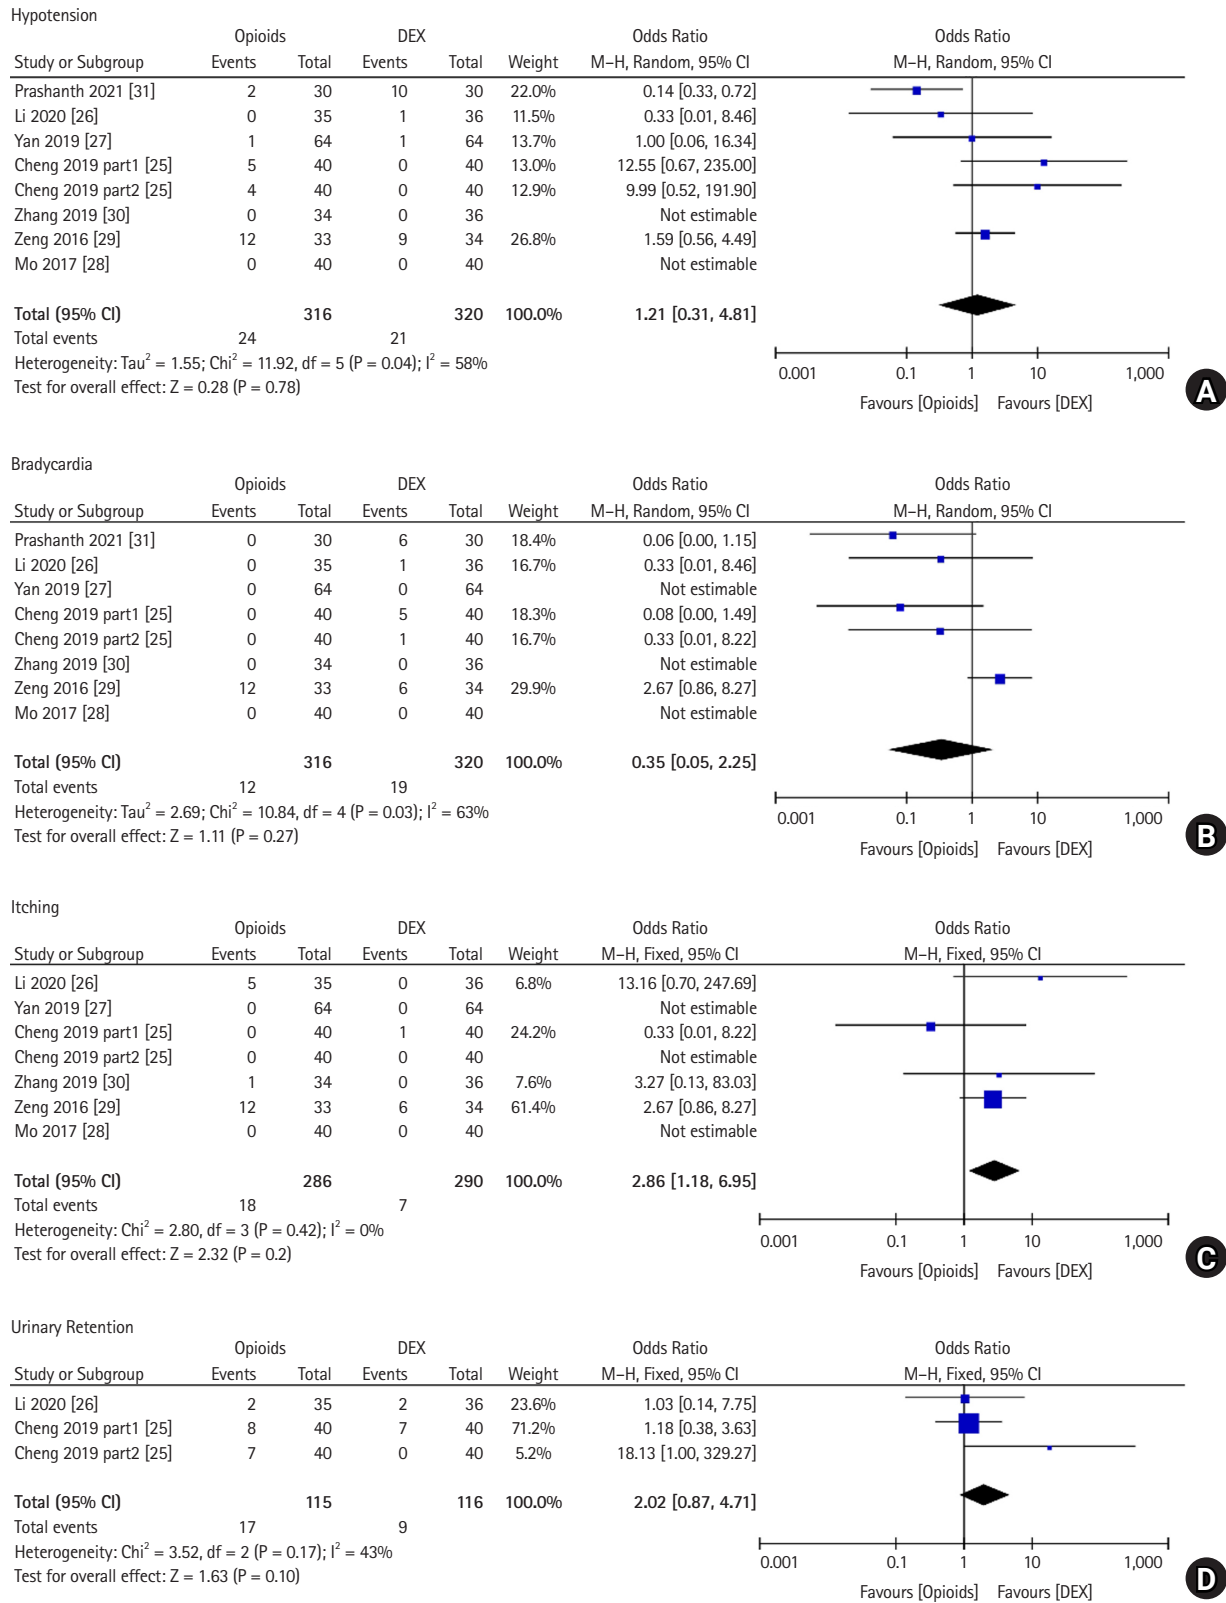 Hypotension
Opioids DEX Odds Ratio Odds Ratio
Study or Subgroup Events Total Events Total Weight M–H, Random, 95% CI M–H, Random, 95% CI
Prashanth 2021 [31] 2 30 10 30 22.0% 0.14 [0.33, 0.72]
Li 2020 [26] 0 35 1 36 11.5% 0.33 [0.01, 8.46]
Yan 2019 [27] 1 64 1 64 13.7% 1.00 [0.06, 16.34]
Cheng 2019 part1 [25] 5 40 0 40 13.0% 12.55 [0.67, 235.00]
Cheng 2019 part2 [25] 4 40 0 40 12.9% 9.99 [0.52, 191.90]
Zhang 2019 [30] 0 34 0 36 Not estimable
Zeng 2016 [29] 12 33 9 34 26.8% 1.59 [0.56, 4.49]
Mo 2017 [28] 0 40 0 40 Not estimable
Total (95% CI) 316 320 100.0% 1.21 [0.31, 4.81]
Total events 24 21
Heterogeneity: Tau² = 1.55; Chi² = 11.92, df = 5 (P = 0.04); I² = 58%
Test for overall effect: Z = 0.28 (P = 0.78)
0.001 0.1 1 10 1,000
Favours [Opioids] Favours [DEX]
A
Bradycardia
Opioids DEX Odds Ratio Odds Ratio
Study or Subgroup Events Total Events Total Weight M–H, Random, 95% CI M–H, Random, 95% CI
Prashanth 2021 [31] 0 30 6 30 18.4% 0.06 [0.00, 1.15]
Li 2020 [26] 0 35 1 36 16.7% 0.33 [0.01, 8.46]
Yan 2019 [27] 0 64 0 64 Not estimable
Cheng 2019 part1 [25] 0 40 5 40 18.3% 0.08 [0.00, 1.49]
Cheng 2019 part2 [25] 0 40 1 40 16.7% 0.33 [0.01, 8.22]
Zhang 2019 [30] 0 34 0 36 Not estimable
Zeng 2016 [29] 12 33 6 34 29.9% 2.67 [0.86, 8.27]
Mo 2017 [28] 0 40 0 40 Not estimable
Total (95% CI) 316 320 100.0% 0.35 [0.05, 2.25]
Total events 12 19
Heterogeneity: Tau² = 2.69; Chi² = 10.84, df = 4 (P = 0.03); I² = 63%
Test for overall effect: Z = 1.11 (P = 0.27)
0.001 0.1 1 10 1,000
Favours [Opioids] Favours [DEX]
B
Itching
Opioids DEX Odds Ratio Odds Ratio
Study or Subgroup Events Total Events Total Weight M–H, Fixed, 95% CI M–H, Fixed, 95% CI
Li 2020 [26] 5 35 0 36 6.8% 13.16 [0.70, 247.69]
Yan 2019 [27] 0 64 0 64 Not estimable
Cheng 2019 part1 [25] 0 40 1 40 24.2% 0.33 [0.01, 8.22]
Cheng 2019 part2 [25] 0 40 0 40 Not estimable
Zhang 2019 [30] 1 34 0 36 7.6% 3.27 [0.13, 83.03]
Zeng 2016 [29] 12 33 6 34 61.4% 2.67 [0.86, 8.27]
Mo 2017 [28] 0 40 0 40 Not estimable
Total (95% CI) 286 290 100.0% 2.86 [1.18, 6.95]
Total events 18 7
Heterogeneity: Chi² = 2.80, df = 3 (P = 0.42); I² = 0%
Test for overall effect: Z = 2.32 (P = 0.2)
0.001 0.1 1 10 1,000
Favours [Opioids] Favours [DEX]
C
Urinary Retention
Opioids DEX Odds Ratio Odds Ratio
Study or Subgroup Events Total Events Total Weight M–H, Fixed, 95% CI M–H, Fixed, 95% CI
Li 2020 [26] 2 35 2 36 23.6% 1.03 [0.14, 7.75]
Cheng 2019 part1 [25] 8 40 7 40 71.2% 1.18 [0.38, 3.63]
Cheng 2019 part2 [25] 7 40 0 40 5.2% 18.13 [1.00, 329.27]
Total (95% CI) 115 116 100.0% 2.02 [0.87, 4.71]
Total events 17 9
Heterogeneity: Chi² = 3.52, df = 2 (P = 0.17); I² = 43%
Test for overall effect: Z = 1.63 (P = 0.10)
0.001 0.1 1 10 1,000
Favours [Opioids] Favours [DEX]
D